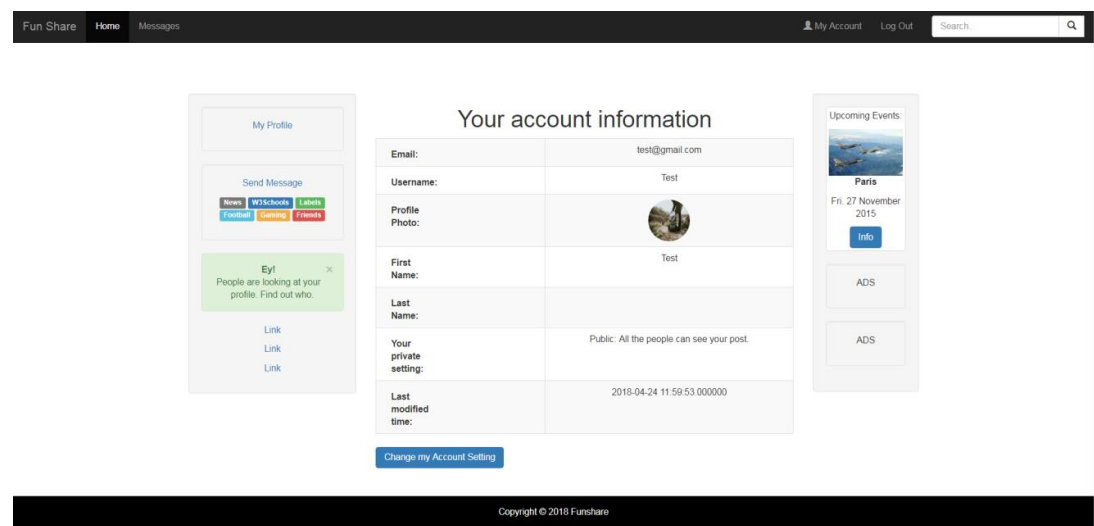 Fun Share Home Messages My Account Log Out Search..
My Profile
Send Message
News W3Schools Labels
Football Gaming Friends
Ey! ×
People are looking at your
profile. Find out who.
Link
Link
Link
Your account information
Email: test@gmail.com
Username: Test
Profile
Photo:
First
Name: Test
Last
Name:
Your
private
setting: Public: All the people can see your post.
Last
modified
time: 2018-04-24 11:59:53.000000
Change my Account Setting
Upcoming Events:
Paris
Fri. 27 November
2015
Info
ADS
ADS
Copyright © 2018 Funshare